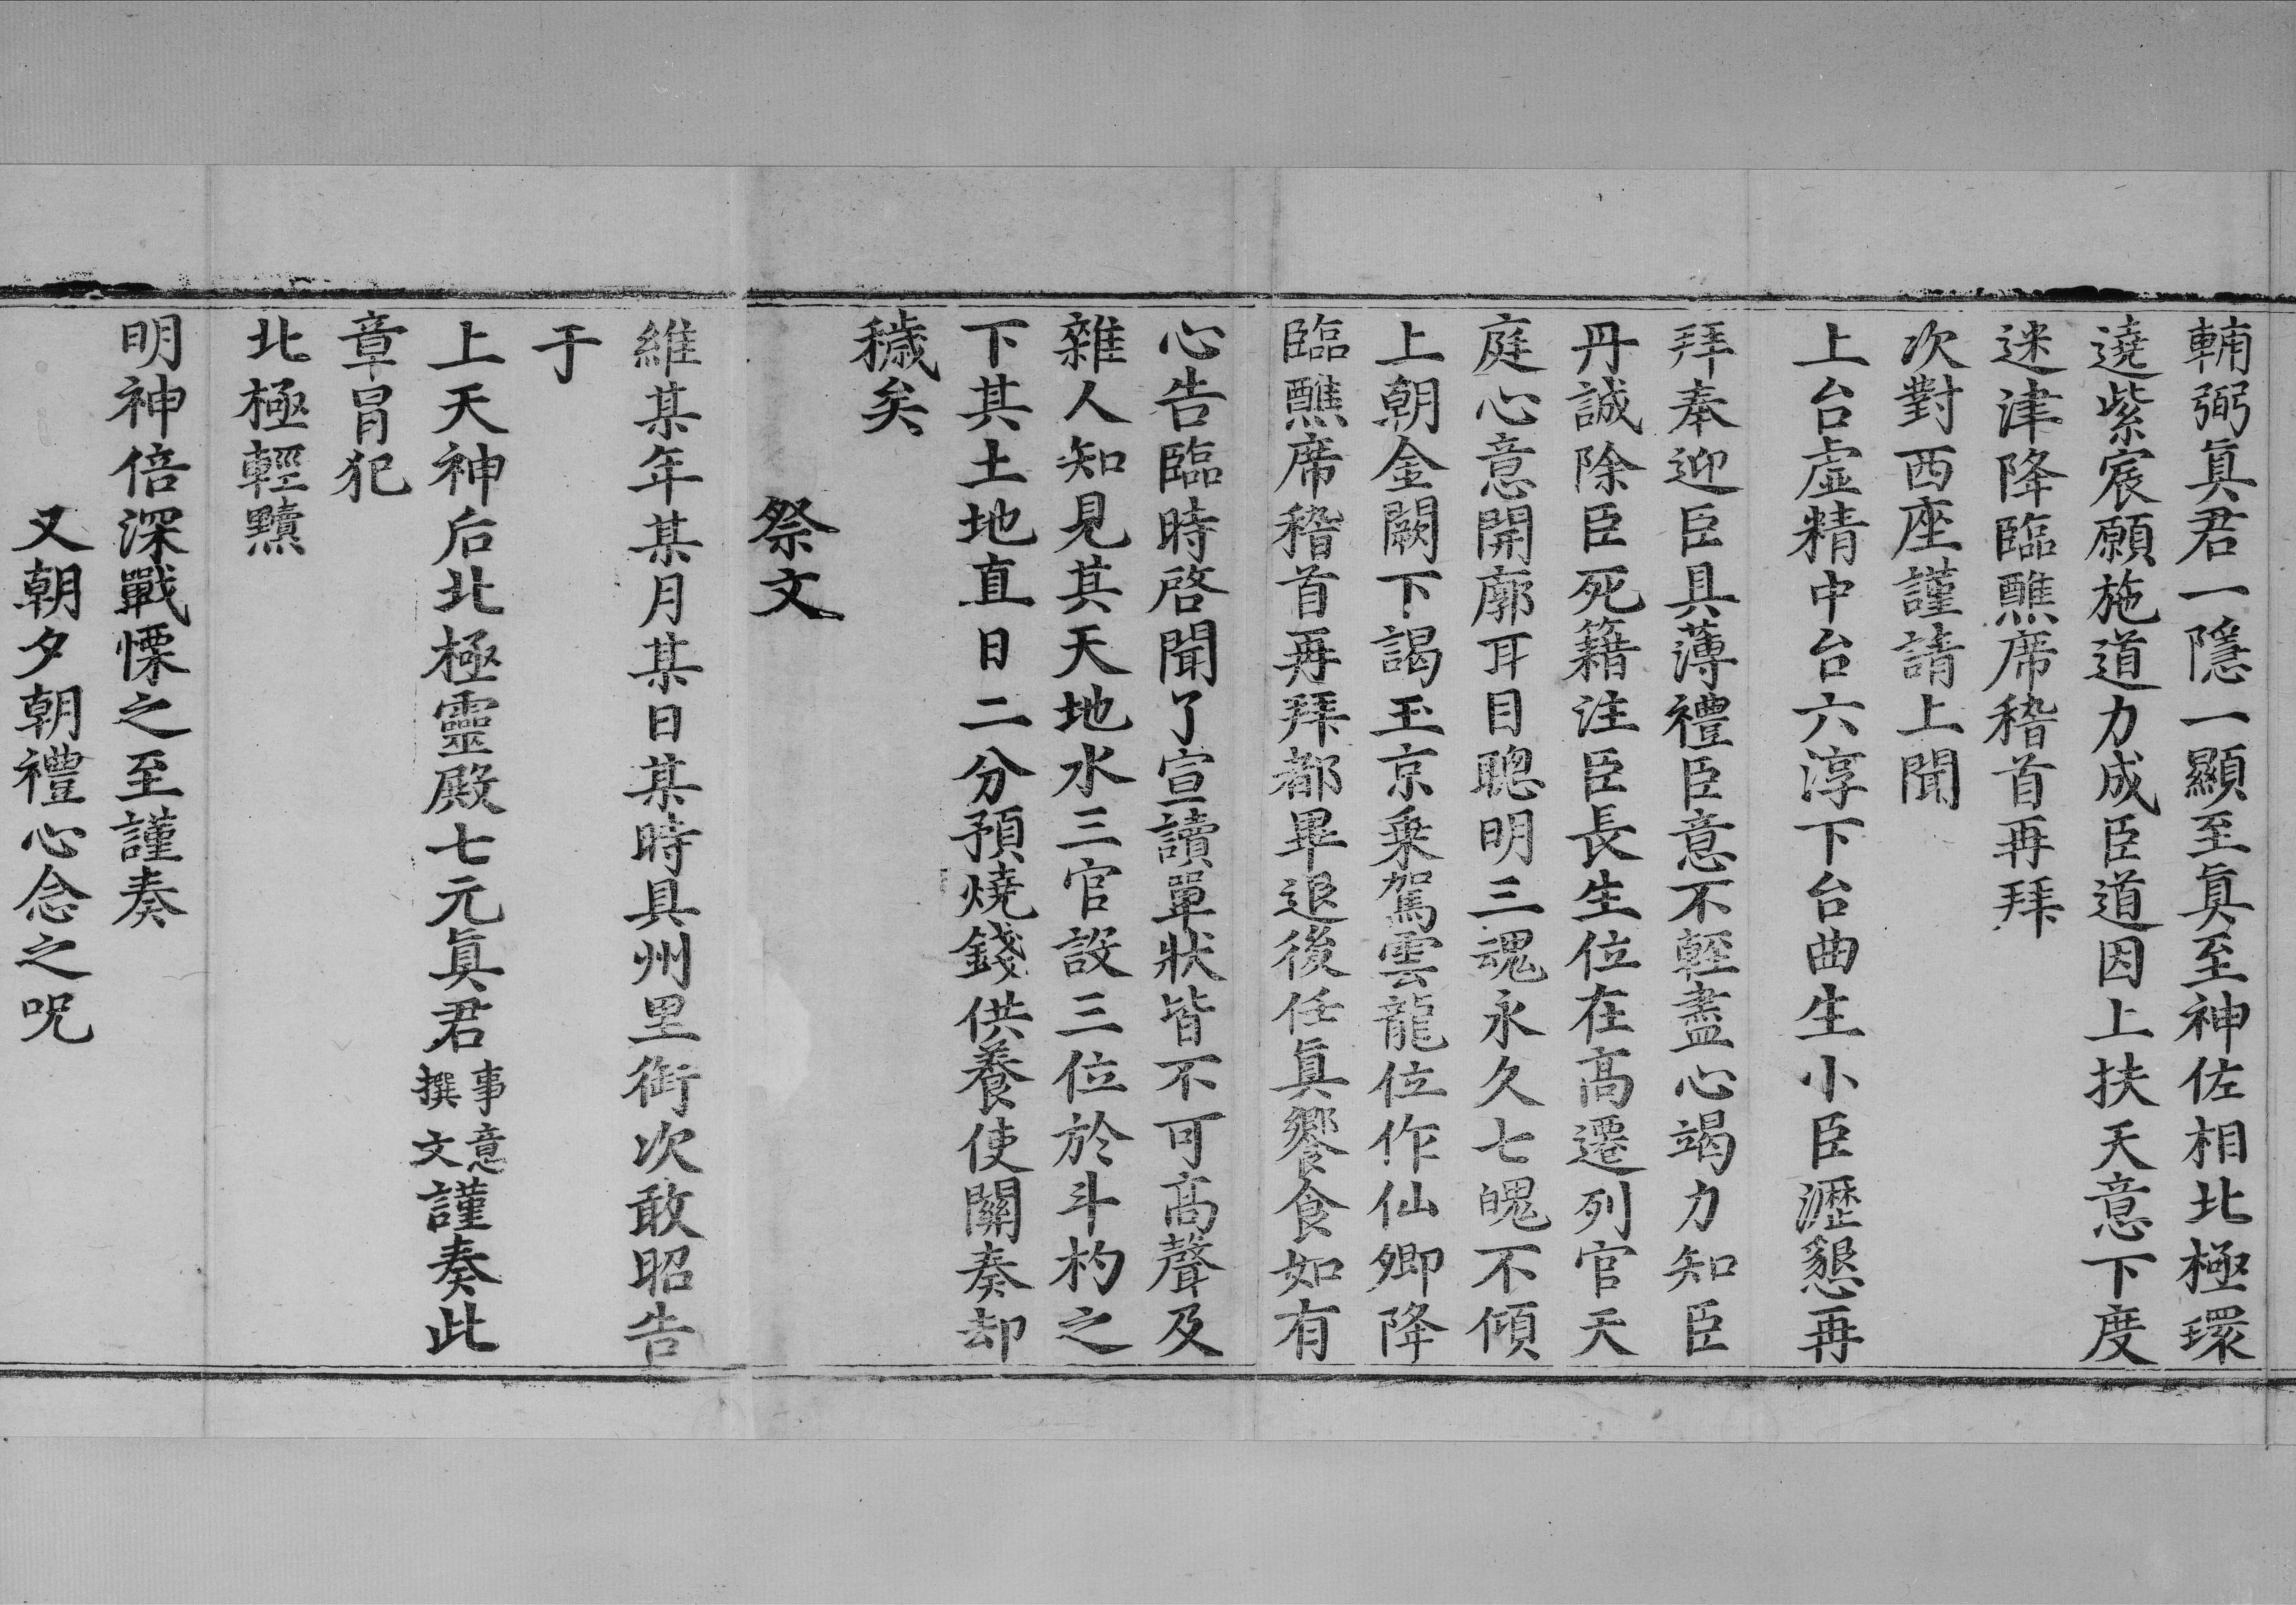 輔弼眞君一隱一顯至眞至神佐相北極環
遶紫宸願施道力成臣道因上扶天意下度
迷津降臨醮席稽首再拜
次對西座謹請上聞
上台虛精中台六淳下台曲生小臣瀝懇再
拜奉迎臣具薄禮臣意不輕盡心竭力知臣
丹誠除臣死籍注臣長生位在高遷列官天
庭心意開廓耳目聰明三魂永久七魄不傾
上朝金闕下謁玉京乘駕雲龍位作仙卿降
臨醮席稽首再拜都畢退後任眞饗食如有
心告臨時啓聞了宣讀單狀皆不可高聲及
雜人知見其天地水三官設三位於斗杓之
下其土地直日二分預燒錢供養使關奏却
穢矣
祭文
維某年某月某日某時具州里銜次敢昭告
于
上天神后北極靈殿七元眞君事意撰文謹奏此
章冐犯
北極輕黷
明神倍深戰慄之至謹奏
又朝夕朝禮心念之呪